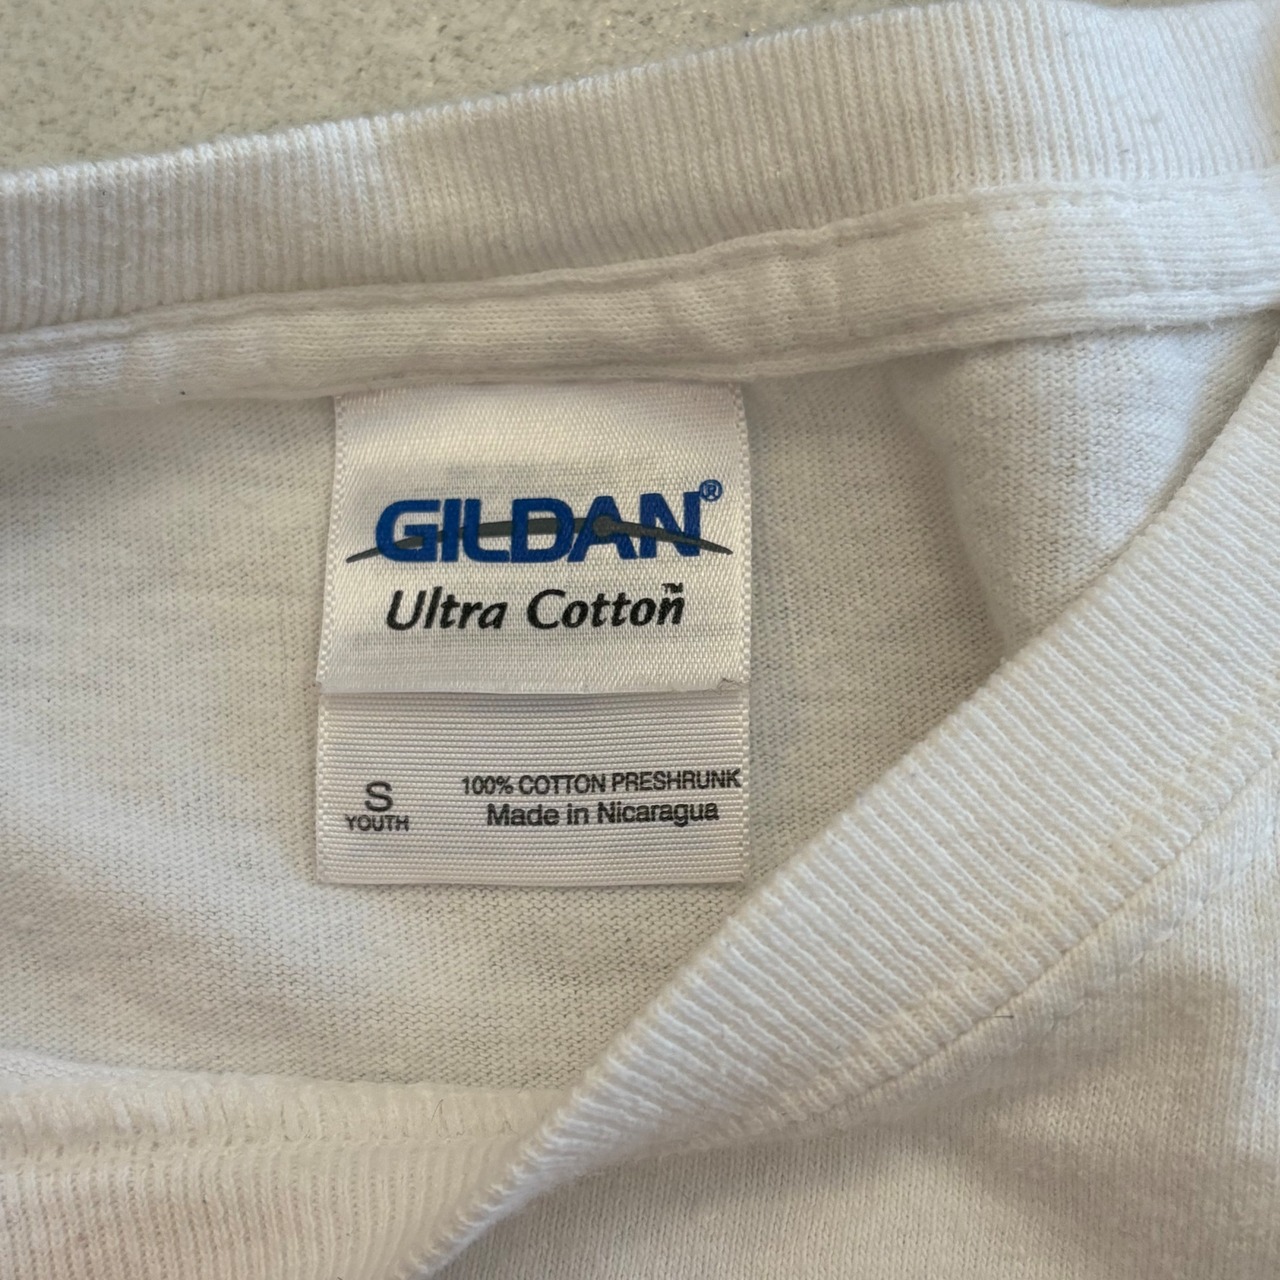 GILDAN®
Ultra Cotton™
S
YOUTH
100% COTTON PRESHRUNK
Made in Nicaragua